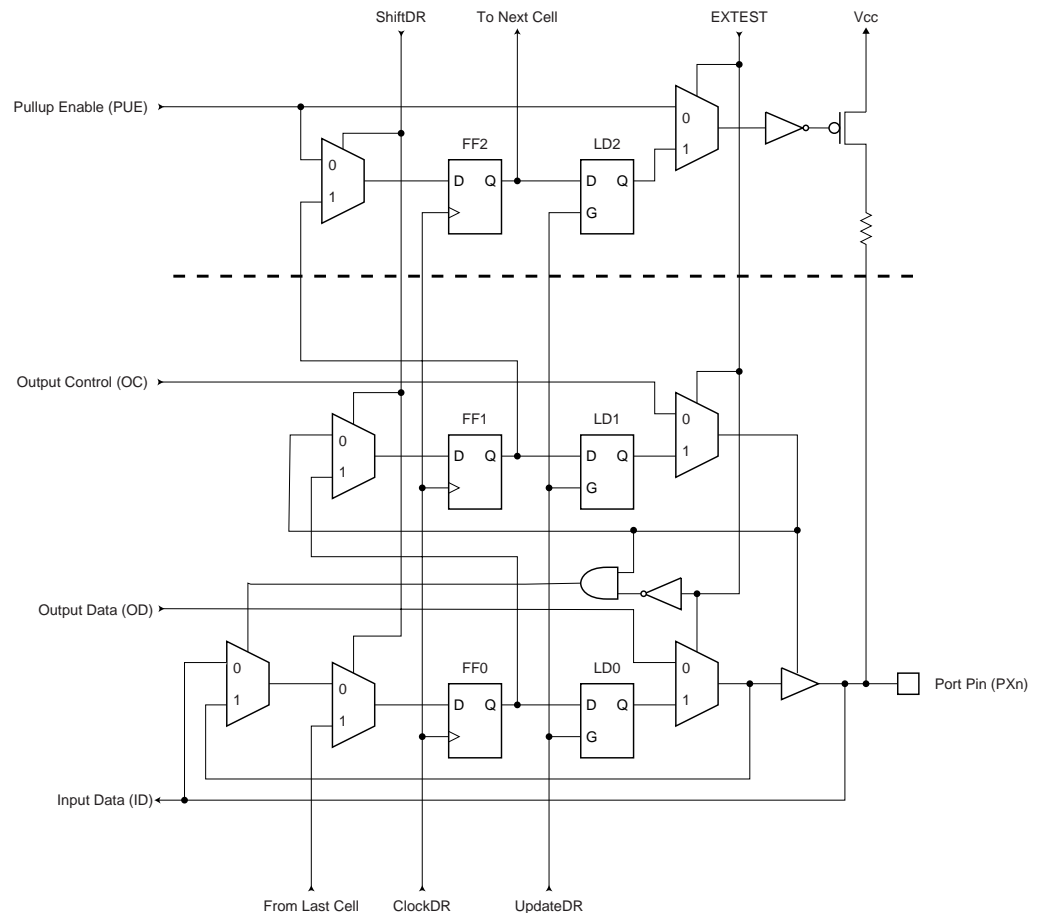 ShiftDR
To Next Cell
EXTEST
Vcc
Pullup Enable (PUE)
0
1
FF2
D Q
LD2
D Q
G
0
1
Output Control (OC)
0
1
FF1
D Q
LD1
D Q
G
0
1
Output Data (OD)
0
1
0
1
FF0
D Q
LD0
D Q
G
0
1
Port Pin (PXn)
Input Data (ID)
From Last Cell
ClockDR
UpdateDR